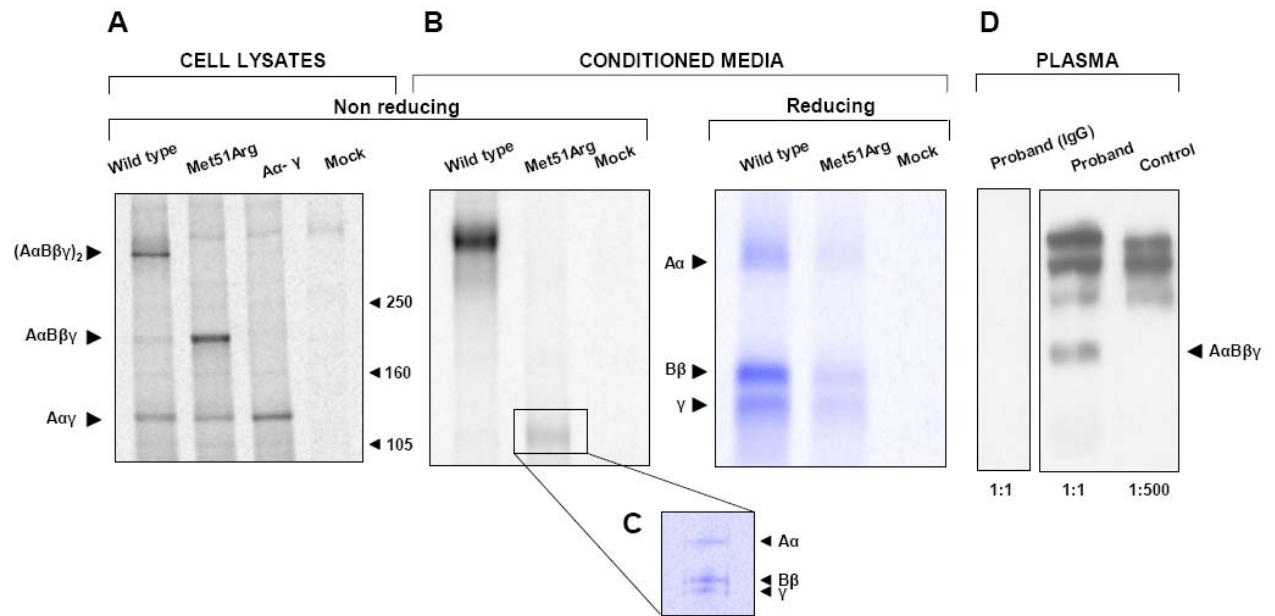 A
B
D
CELL LYSATES
CONDITIONED MEDIA
PLASMA
Non reducing
Reducing
Wild type
Met51Arg
Aα- γ
Mock
Wild type
Met51Arg
Mock
Wild type
Met51Arg
Mock
Proband (IgG)
Proband
Control
(AαBβγ)₂
AαBβγ
Aαγ
250
160
105
Aα
Bβ
γ
AαBβγ
1:1
1:1
1:500
C
Aα
Bβ
γ